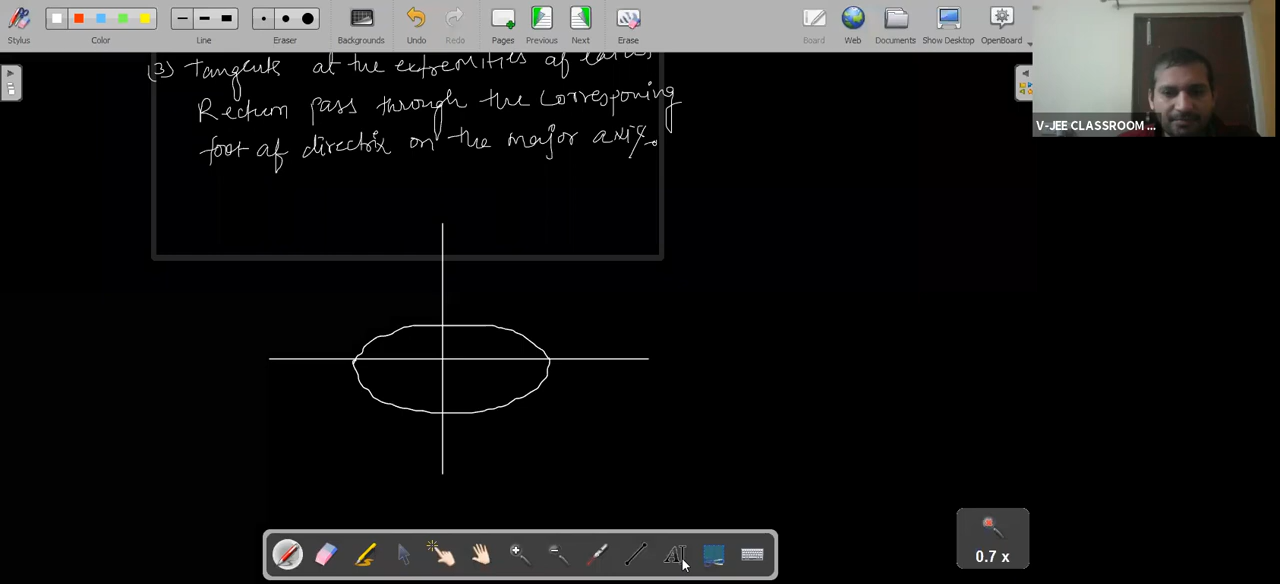 Stylus
Color
Line
Eraser
Backgrounds
Undo
Redo
Pages
Previous
Next
Erase
Board
Web
Documents
Show Desktop
OpenBoard
V-JEE CLASSROOM ...
(3) Tangents at the extremities of Latus
Rectum pass through the corresponing
foot of directrix on the major axis.
0.7 x